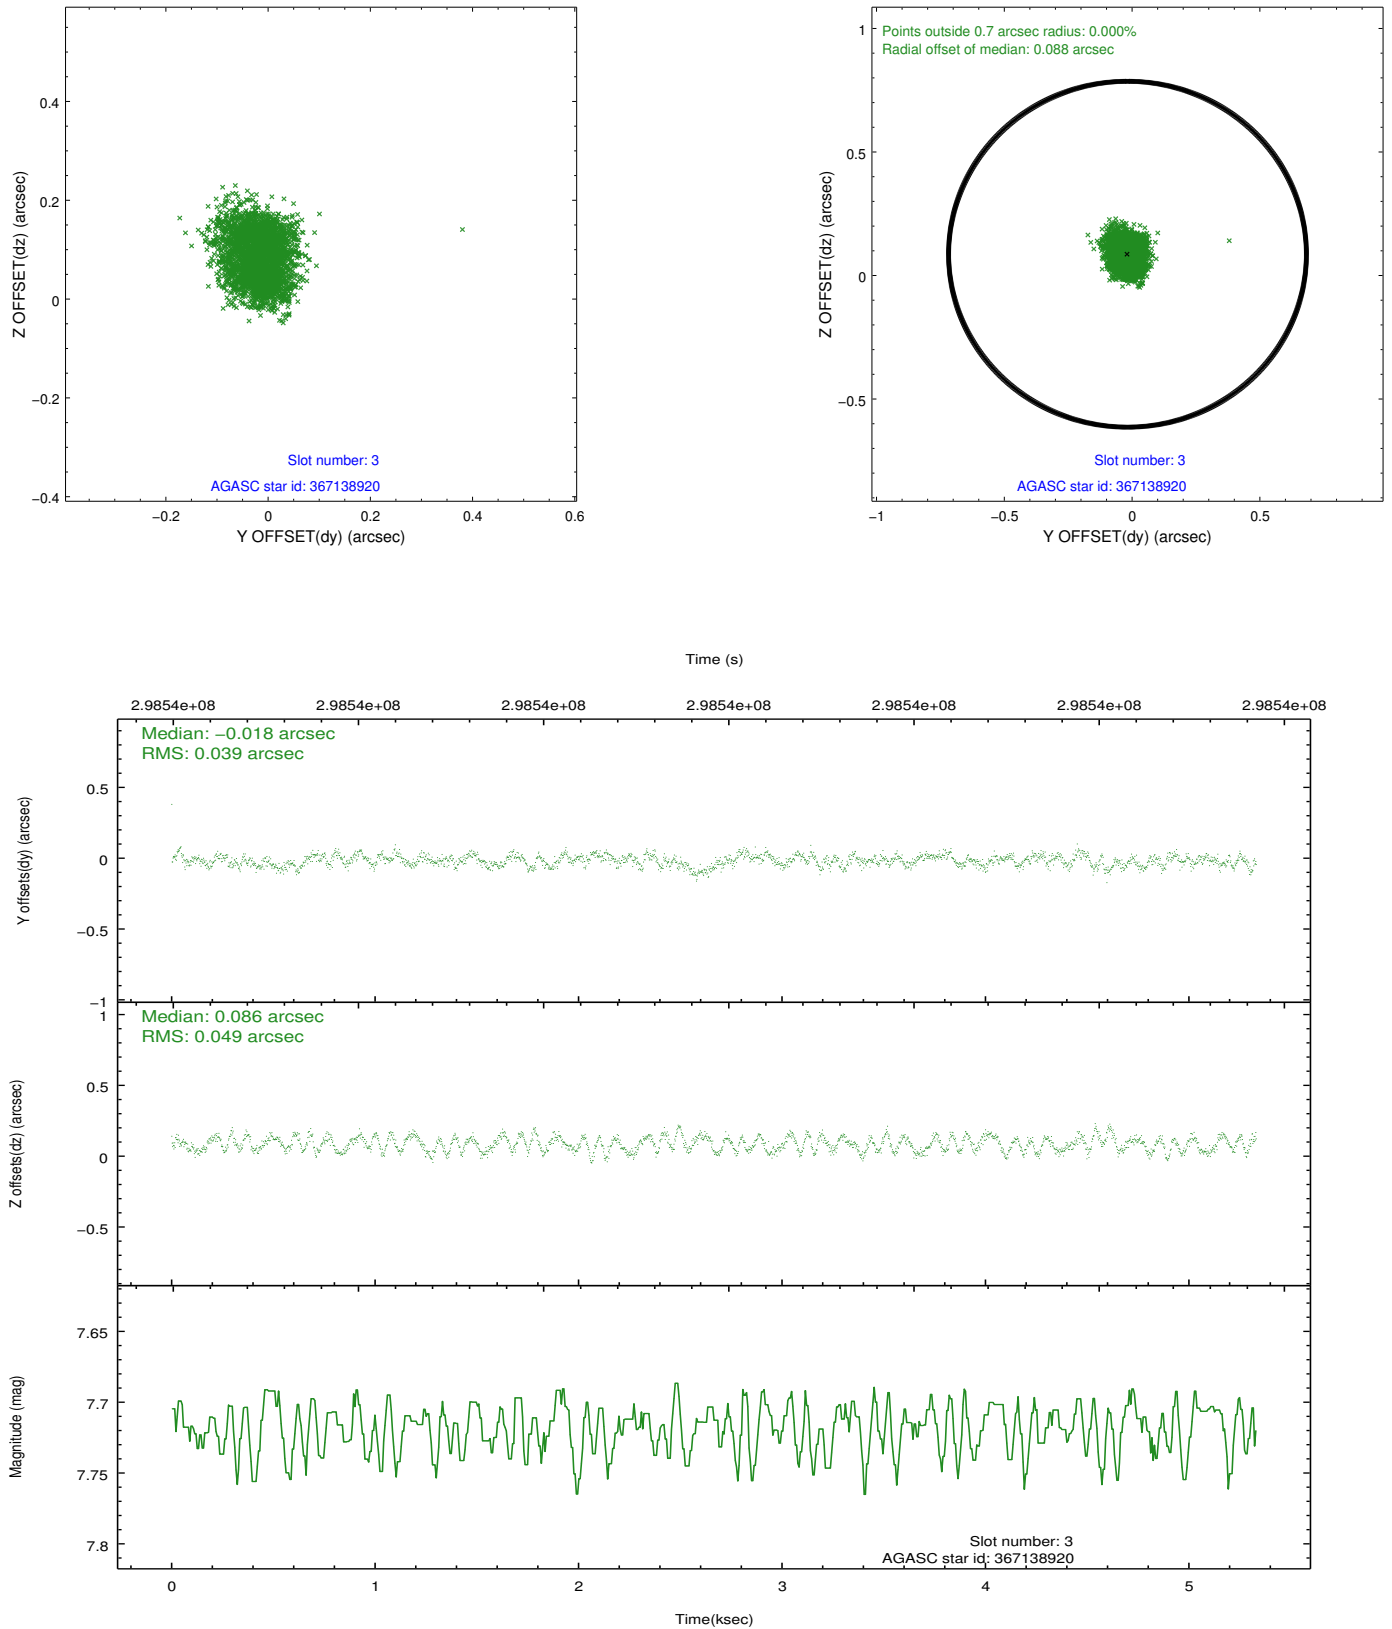 0.4
0.2
0
−0.2
−0.4
Z OFFSET(dz) (arcsec)
Slot number: 3
AGASC star id: 367138920
−0.2 0 0.2 0.4 0.6
Y OFFSET(dy) (arcsec)
Points outside 0.7 arcsec radius: 0.000%
Radial offset of median: 0.088 arcsec
1
0.5
0
−0.5
Z OFFSET(dz) (arcsec)
Slot number: 3
AGASC star id: 367138920
−1 −0.5 0 0.5
Y OFFSET(dy) (arcsec)
Time (s)
2.9854e+08 2.9854e+08 2.9854e+08 2.9854e+08 2.9854e+08 2.9854e+08 2.9854e+08
Median: −0.018 arcsec
RMS: 0.039 arcsec
0.5
0
−0.5
−1
Y offsets(dy) (arcsec)
Median: 0.086 arcsec
RMS: 0.049 arcsec
1
0.5
0
−0.5
Z offsets(dz) (arcsec)
7.65
7.7
7.75
7.8
Magnitude (mag)
Slot number: 3
AGASC star id: 367138920
0 1 2 3 4 5
Time(ksec)